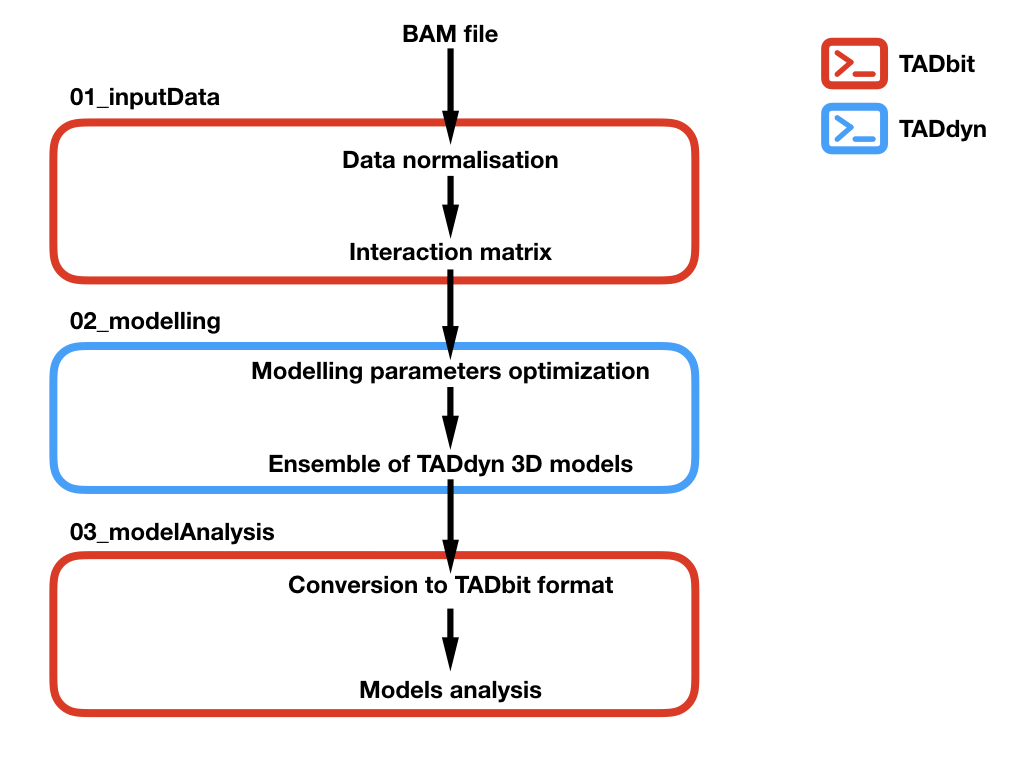 BAM file
TADbit
TADdyn
01_inputData
Data normalisation
Interaction matrix
02_modelling
Modelling parameters optimization
Ensemble of TADdyn 3D models
03_modelAnalysis
Conversion to TADbit format
Models analysis